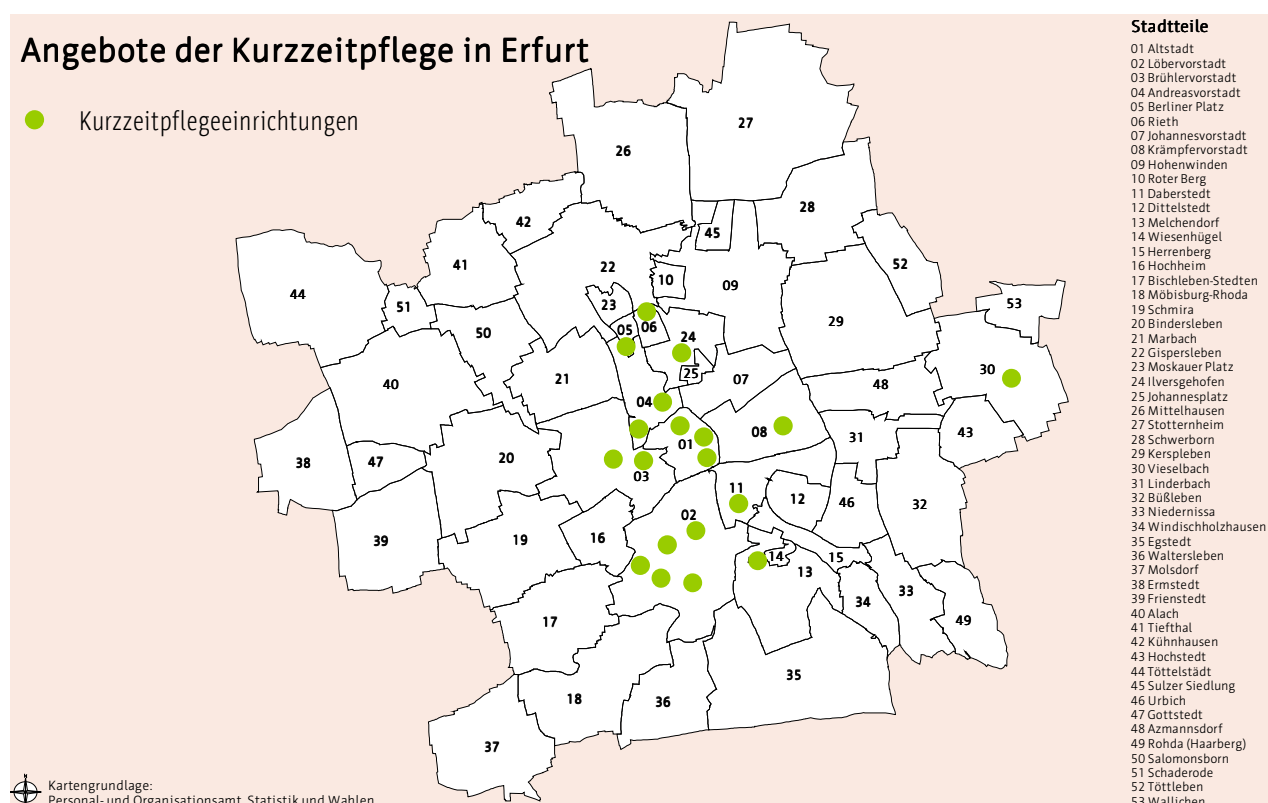 Angebote der Kurzzeitpflege in Erfurt
Kurzzeitpflegeeinrichtungen
Stadtteile
01 Altstadt
02 Löbervorstadt
03 Brühlervorstadt
04 Andreasvorstadt
05 Berliner Platz
06 Rieth
07 Johannesvorstadt
08 Krämpfervorstadt
09 Hohenwinden
10 Roter Berg
11 Daberstedt
12 Dittelstedt
13 Melchendorf
14 Wiesenhügel
15 Herrenberg
16 Hochheim
17 Bischleben-Stedten
18 Möbisburg-Rhoda
19 Schmira
20 Bindersleben
21 Marbach
22 Gispersleben
23 Moskauer Platz
24 Ilversgehofen
25 Johannesplatz
26 Mittelhausen
27 Stotternheim
28 Schwerborn
29 Kerspleben
30 Vieselbach
31 Linderbach
32 Büßleben
33 Niedernissa
34 Windischholzhausen
35 Egstedt
36 Waltersleben
37 Molsdorf
38 Ermstedt
39 Frienstedt
40 Alach
41 Tiefthal
42 Kühnhausen
43 Hochstedt
44 Töttelstädt
45 Sulzer Siedlung
46 Urbich
47 Gottstedt
48 Azmannsdorf
49 Rohda (Haarberg)
50 Salomonsborn
51 Schaderode
52 Töttleben
53 Wallichen
27
26
28
42
45
52
41
22
10
09
44
51
23
53
05
06
50
24
29
30
25
21
07
40
48
04
08
43
01
31
38
47
20
03
11
12
46
32
02
39
19
16
14
15
13
33
34
17
49
35
18
36
37
N
Kartengrundlage:
Personal- und Organisationsamt, Statistik und Wahlen